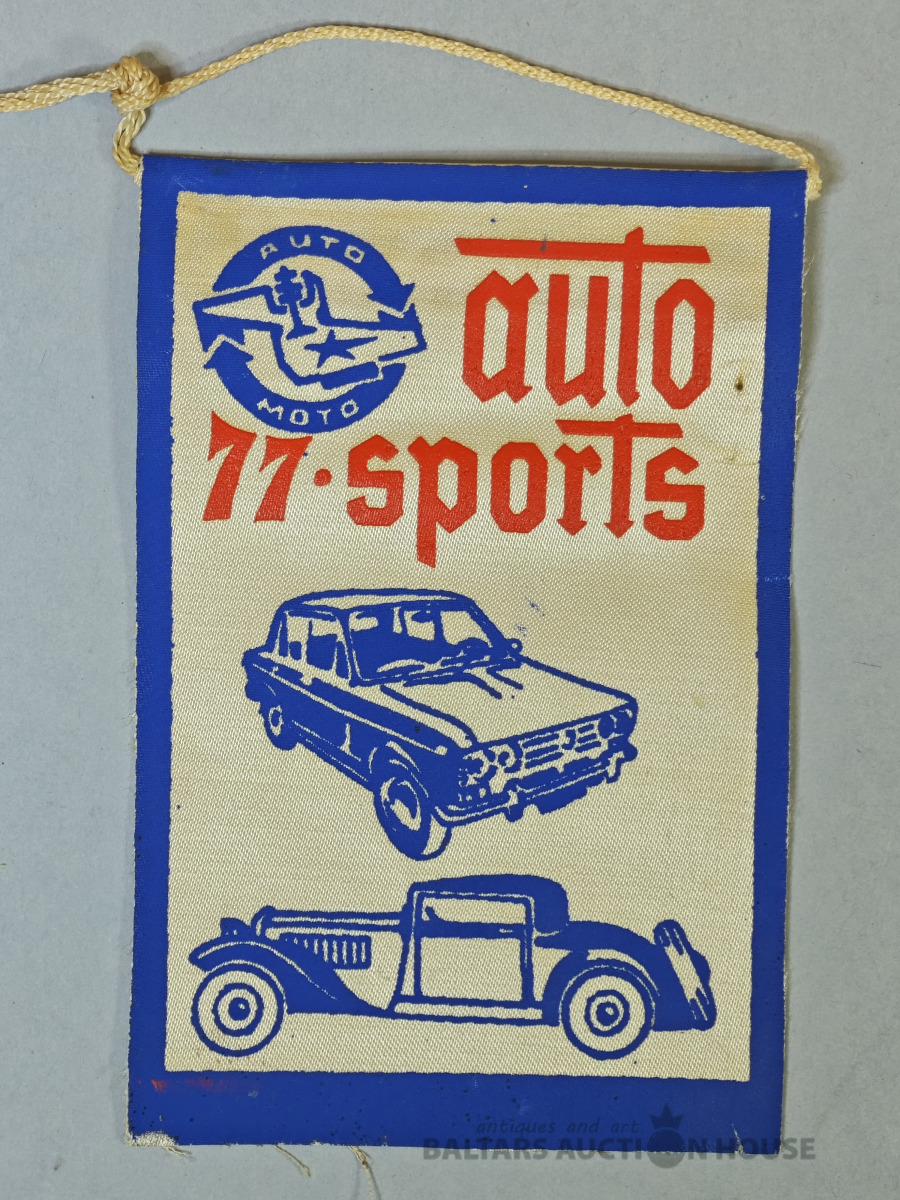 AUTO
MOTO
auto
77·sports
antiques and art
BALTARS AUCTION HOUSE